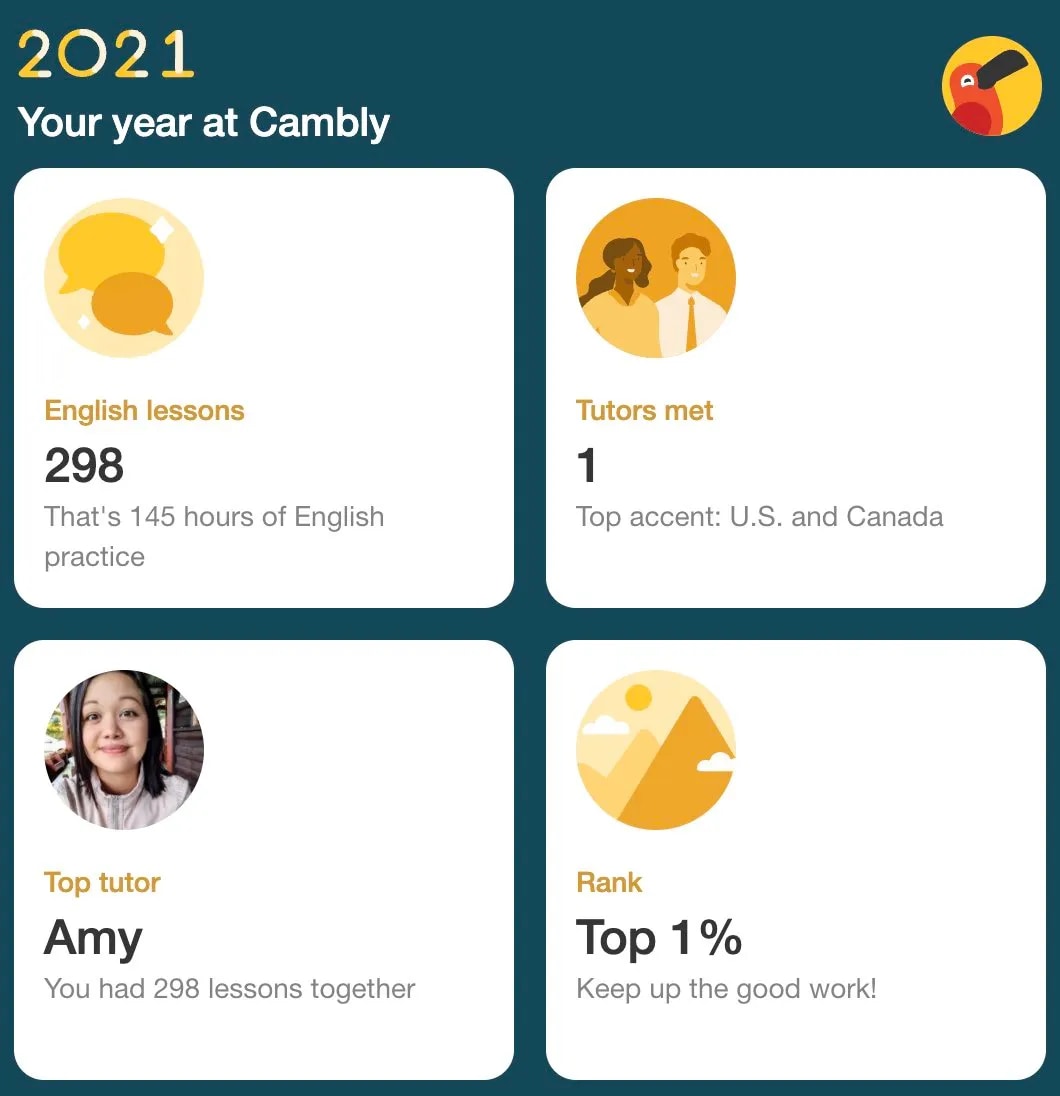 2021
Your year at Cambly
English lessons
298
That's 145 hours of English
practice
Tutors met
1
Top accent: U.S. and Canada
Top tutor
Amy
You had 298 lessons together
Rank
Top 1%
Keep up the good work!